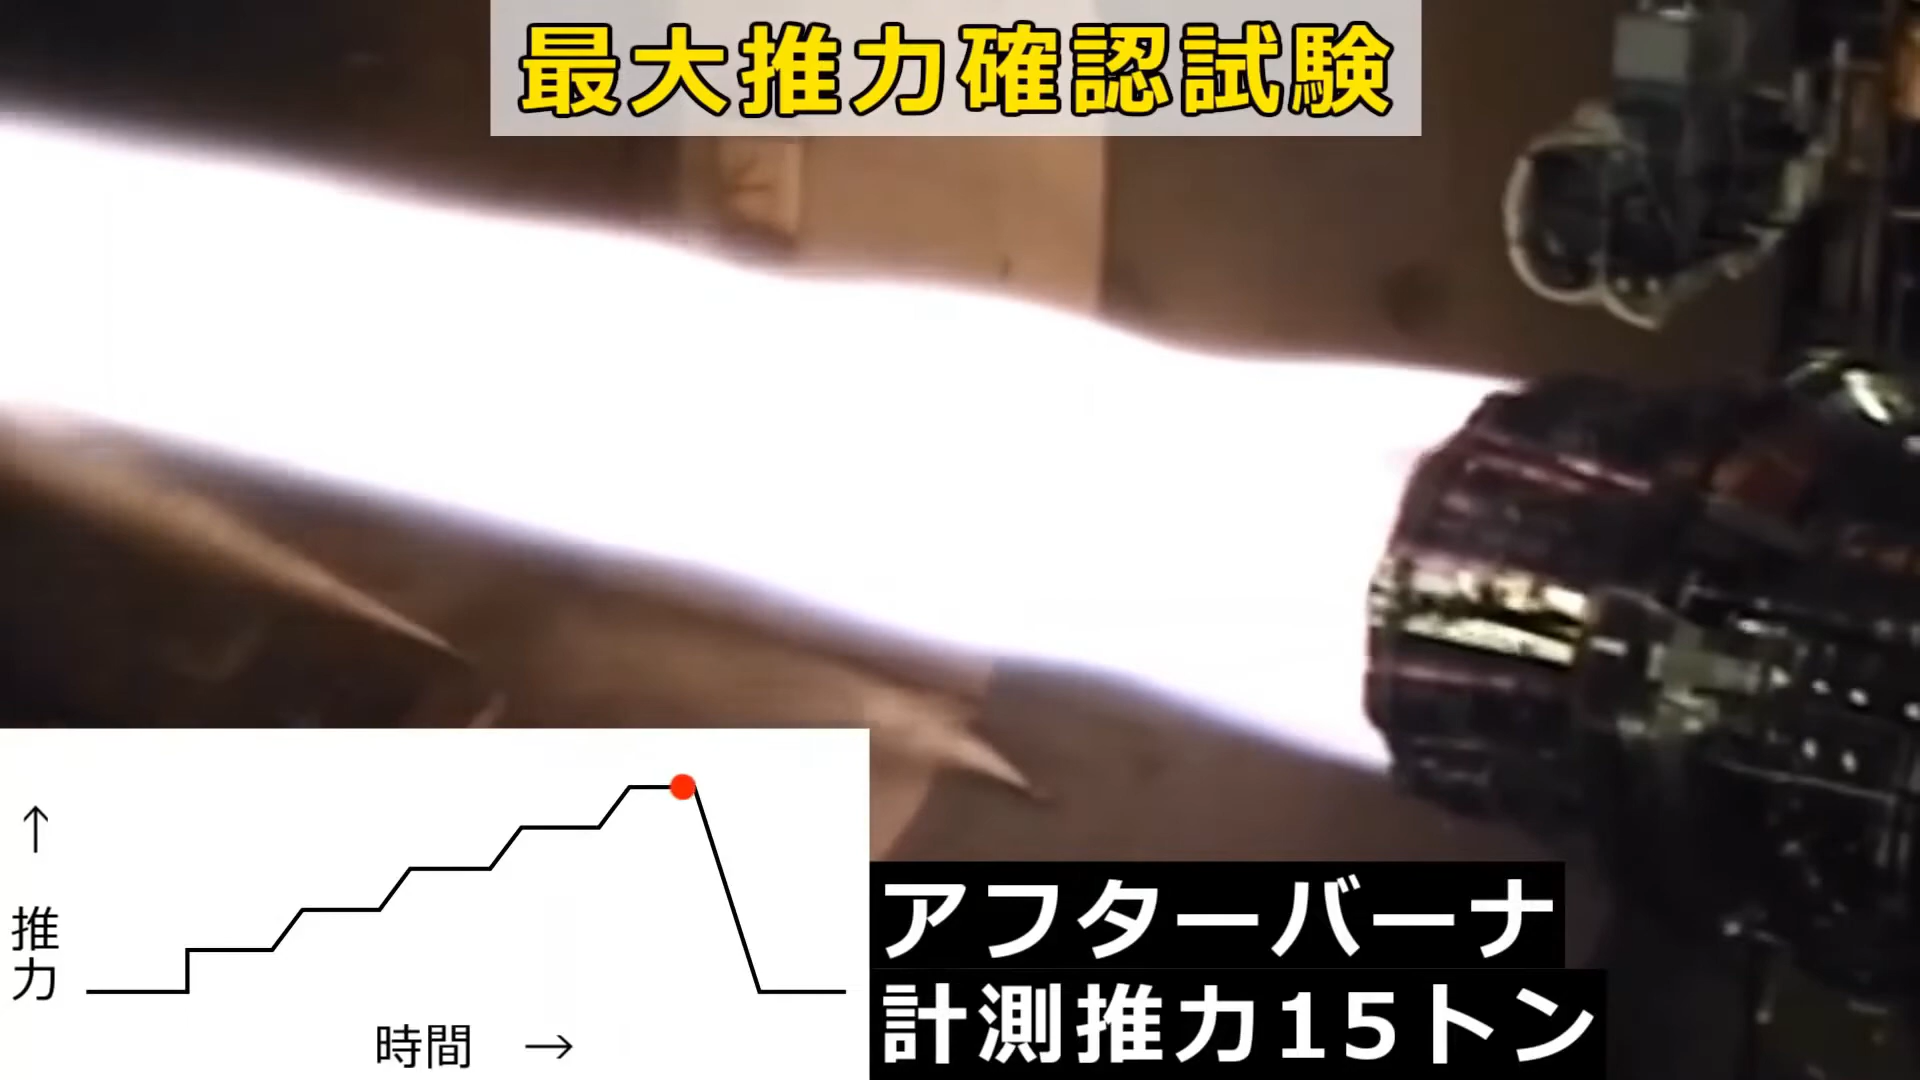 最大推力確認試験
↑
推力
時間 →
アフターバーナ
計測推力15トン